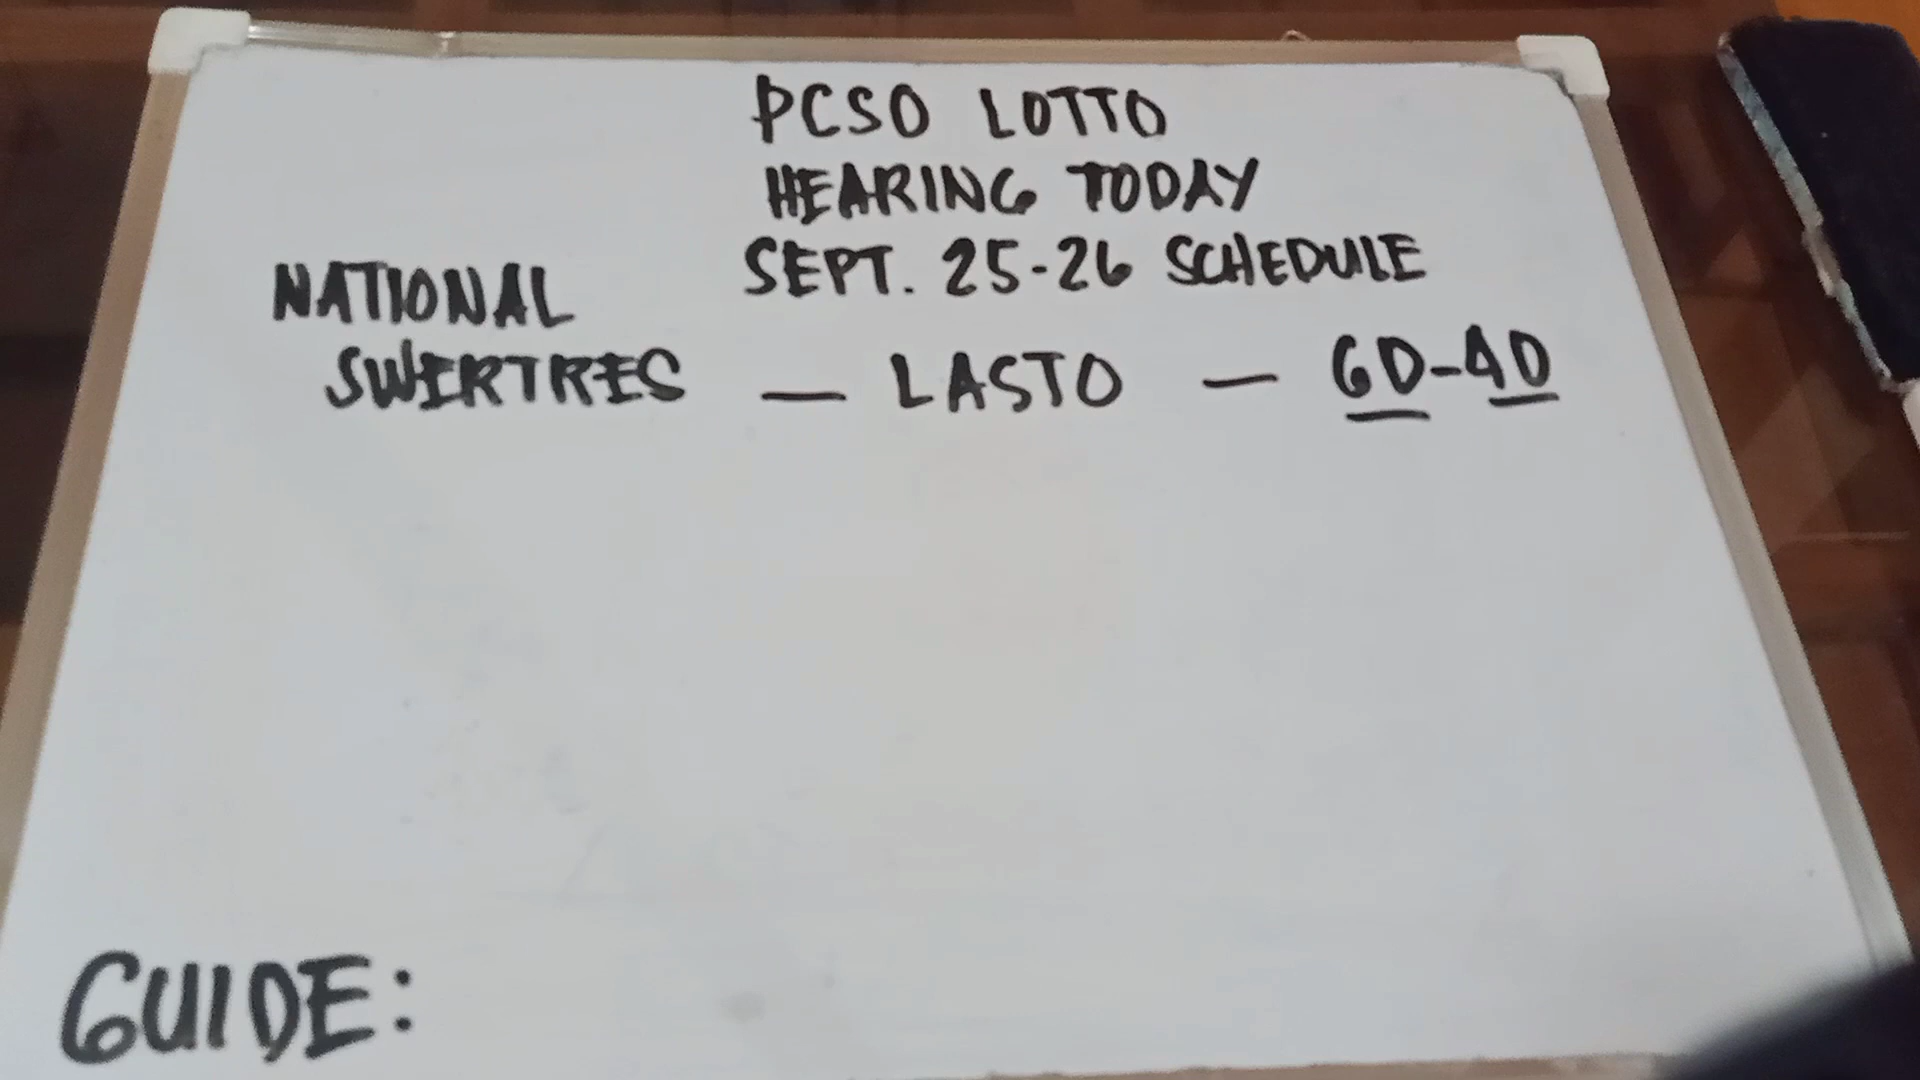 PCSO LOTTO
HEARING TODAY
SEPT. 25-26 SCHEDULE
NATIONAL
SWERTRES — LASTO — 6D-4D
GUIDE: